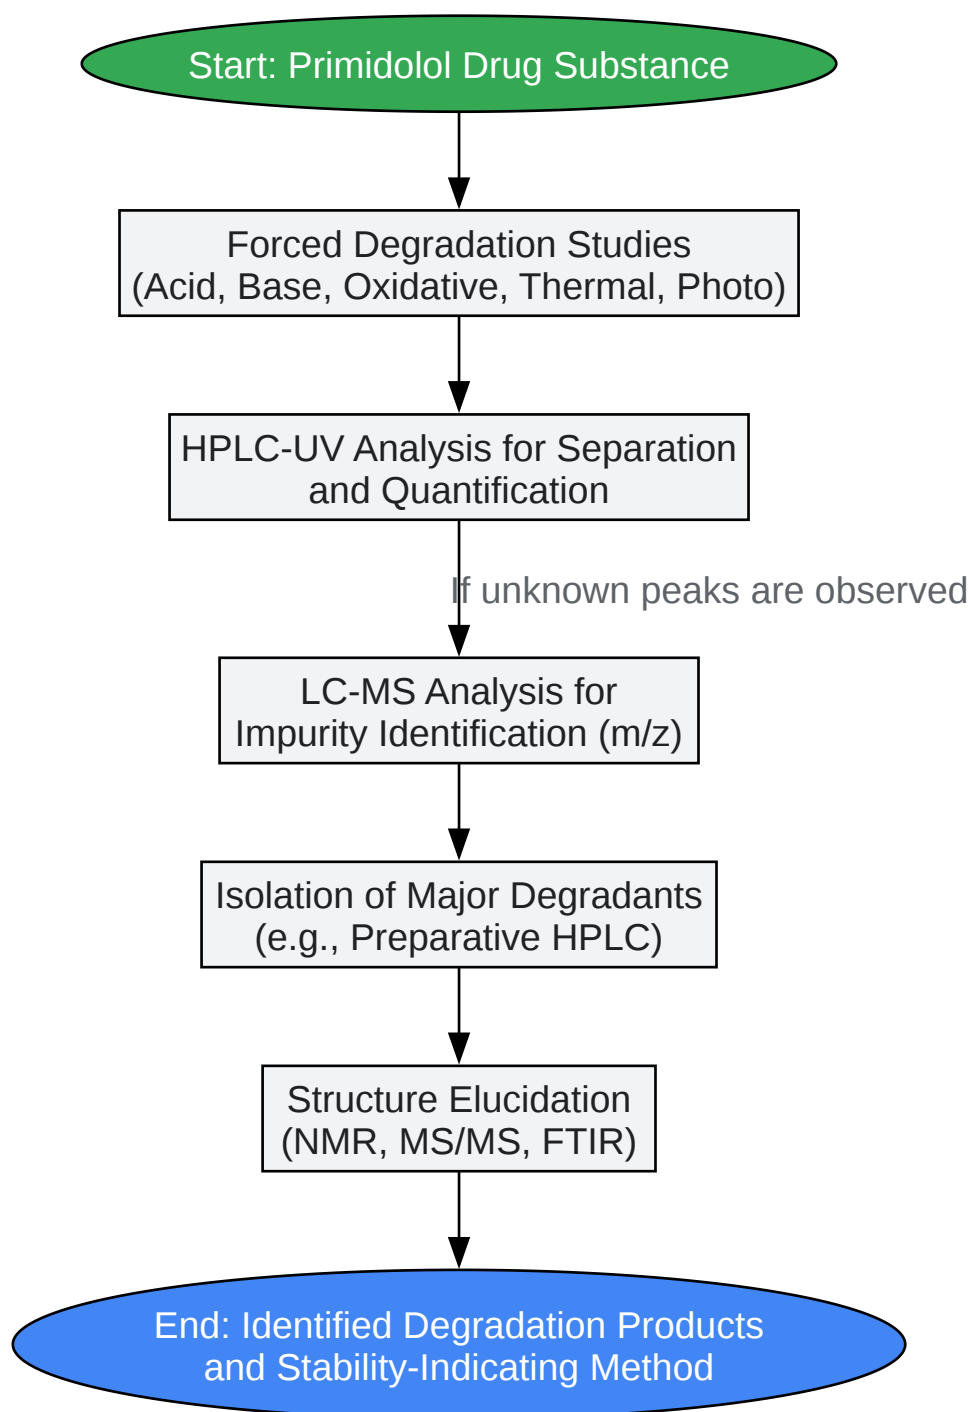 Start: Primidolol Drug Substance
Forced Degradation Studies
(Acid, Base, Oxidative, Thermal, Photo)
HPLC-UV Analysis for Separation
and Quantification
If unknown peaks are observed
LC-MS Analysis for
Impurity Identification (m/z)
Isolation of Major Degradants
(e.g., Preparative HPLC)
Structure Elucidation
(NMR, MS/MS, FTIR)
End: Identified Degradation Products
and Stability-Indicating Method